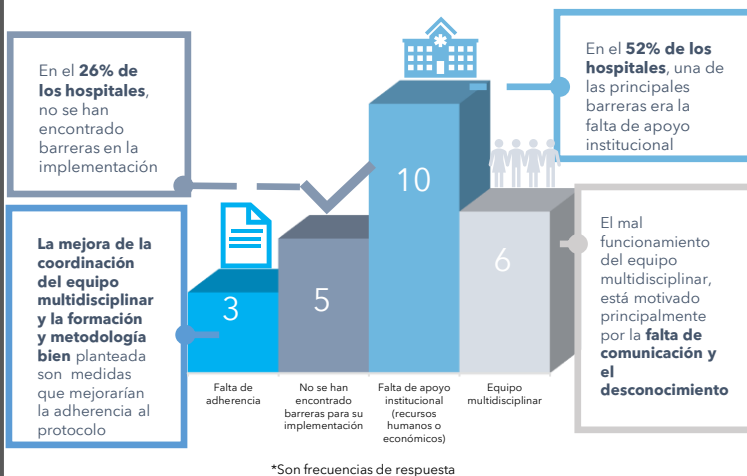 En el 26% de
los hospitales,
no se han
encontrado
barreras en la
implementación
En el 52% de los
hospitales, una de
las principales
barreras era la
falta de apoyo
institucional
La mejora de la
coordinación
del equipo
multidisciplinar
y la formación
y metodología
bien planteada
son medidas
que mejorarían
la adherencia al
protocolo
El mal
funcionamiento
del equipo
multidisciplinar,
está motivado
principalmente
por la falta de
comunicación y
el
desconocimiento
3
5
10
6
Falta de
adherencia
No se han
encontrado
barreras para su
implementación
Falta de apoyo
institucional
(recursos
humanos o
económicos)
Equipo
multidisciplinar
*Son frecuencias de respuesta